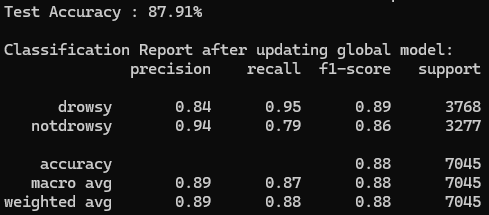 Test Accuracy : 87.91%
Classification Report after updating global model:
precision recall f1-score support
drowsy 0.84 0.95 0.89 3768
notdrowsy 0.94 0.79 0.86 3277
accuracy 0.88 7045
macro avg 0.89 0.87 0.88 7045
weighted avg 0.89 0.88 0.88 7045